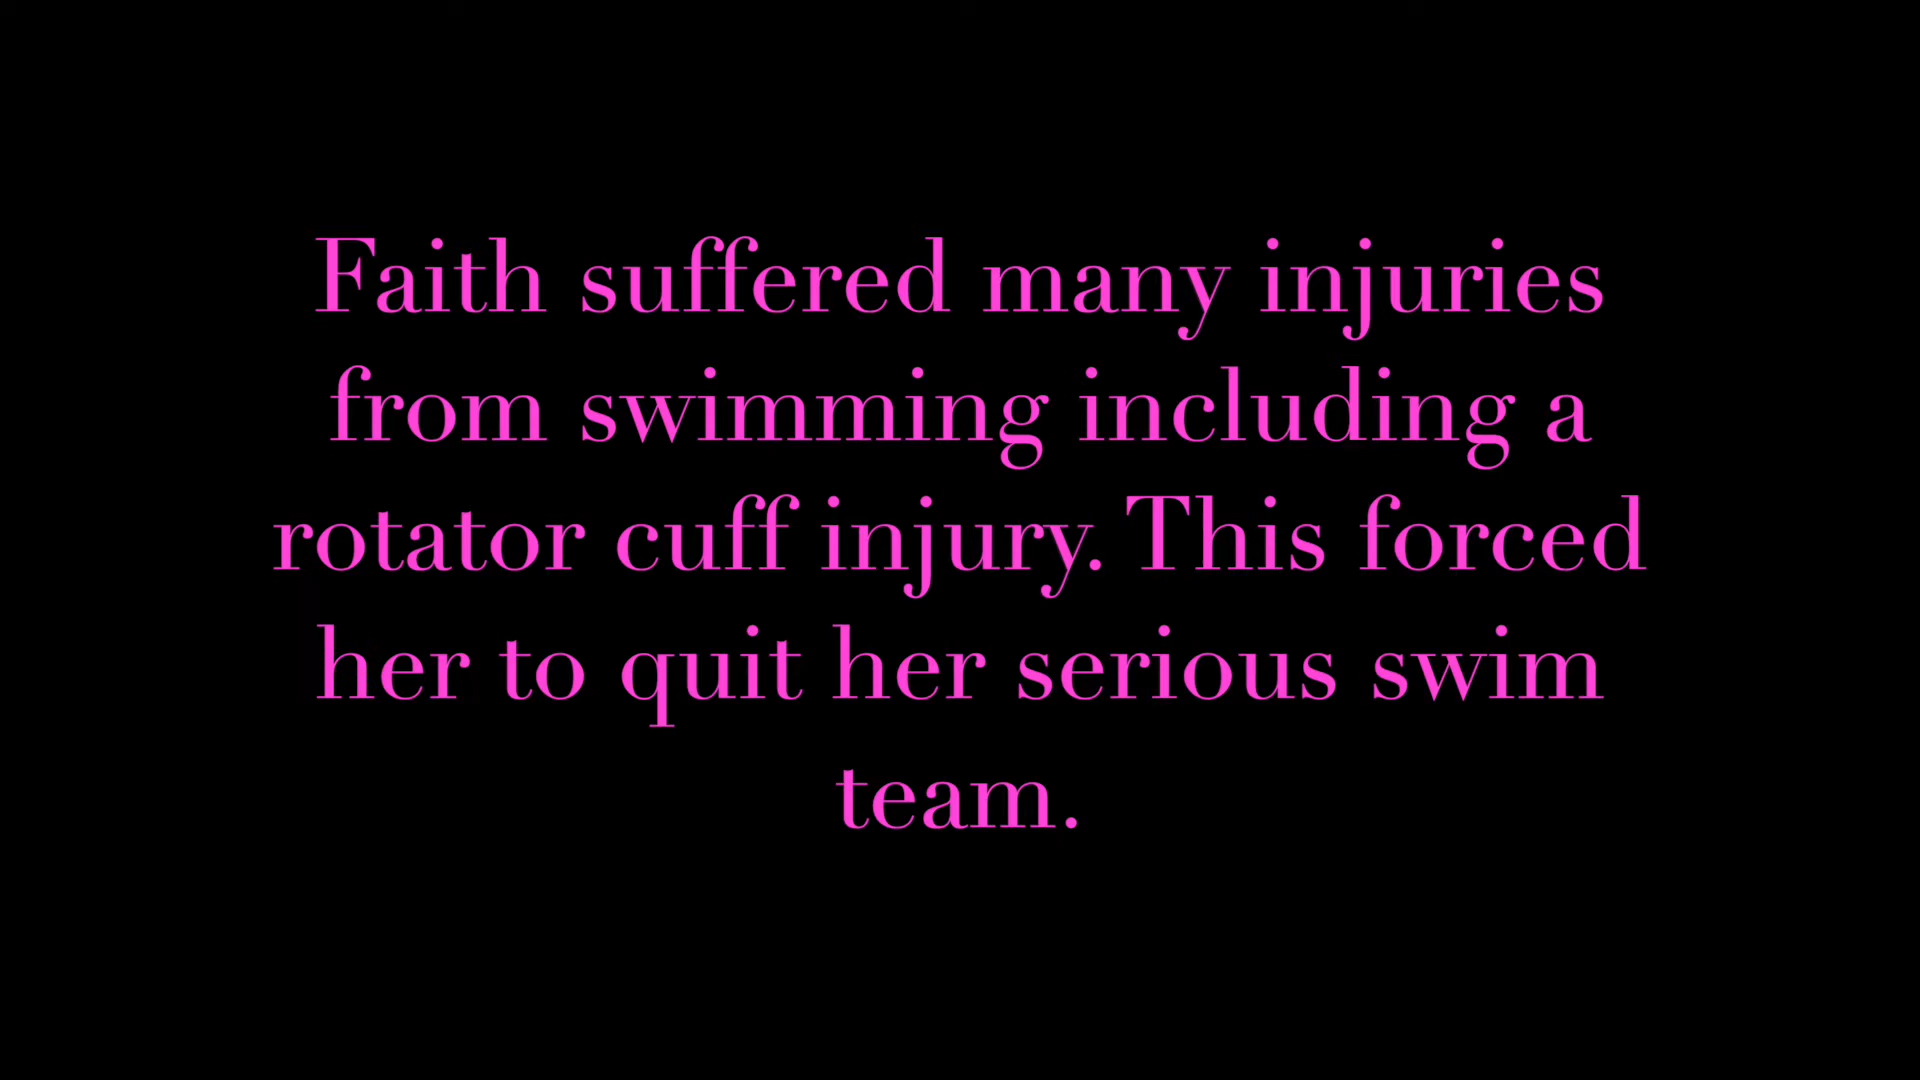 Faith suffered many injuries
from swimming including a
rotator cuff injury. This forced
her to quit her serious swim
team.